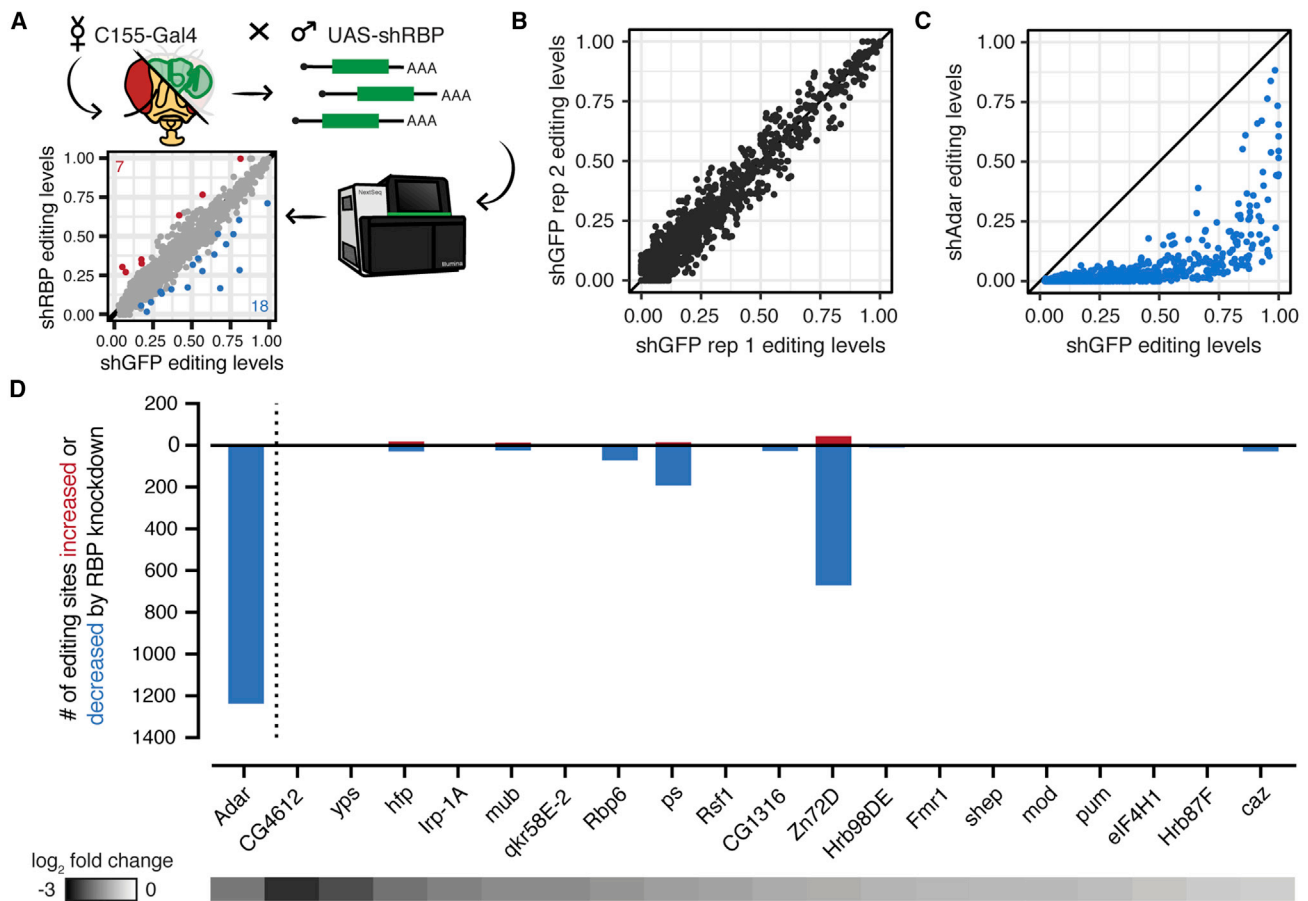 A
C155-Gal4
UAS-shRBP
AAA
AAA
AAA
NextSeq
illumina
shRBP editing levels
1.00
0.75
0.50
0.25
0.00
7
18
0.00 0.25 0.50 0.75 1.00
shGFP editing levels
B
shGFP rep 2 editing levels
1.00
0.75
0.50
0.25
0.00
0.00 0.25 0.50 0.75 1.00
shGFP rep 1 editing levels
C
shAdar editing levels
1.00
0.75
0.50
0.25
0.00
0.00 0.25 0.50 0.75 1.00
shGFP editing levels
D
# of editing sites increased or
decreased by RBP knockdown
200
0
200
400
600
800
1000
1200
1400
Adar
CG4612
yps
hfp
Irp-1A
mub
qkr58E-2
Rbp6
ps
Rsf1
CG1316
Zn72D
Hrb98DE
Fmr1
shep
mod
pum
eIF4H1
Hrb87F
caz
log2 fold change
-3 0